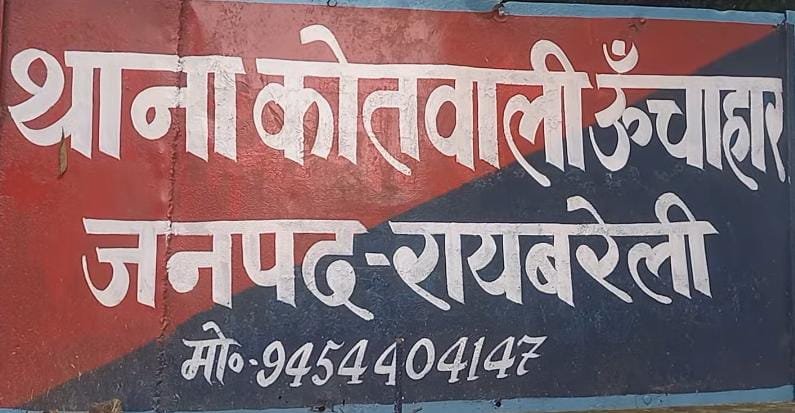 थाना कोतवाली ऊँचाहार
जनपद-रायबरेली
मो०-9454404147